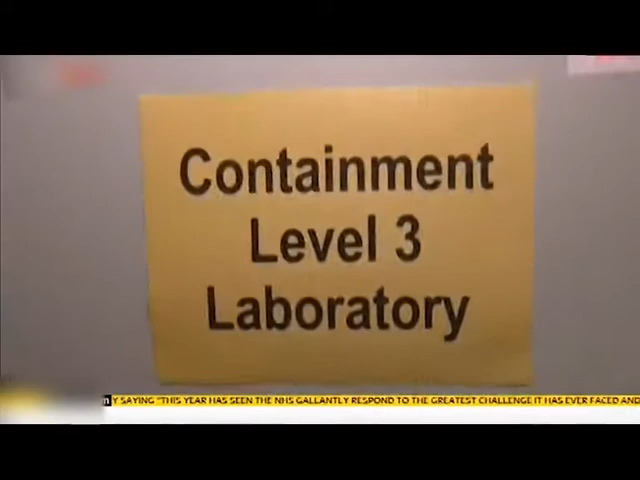 Containment
Level 3
Laboratory
Y SAYING "THIS YEAR HAS SEEN THE NHS GALLANTLY RESPOND TO THE GREATEST CHALLENGE IT HAS EVER FACED AND